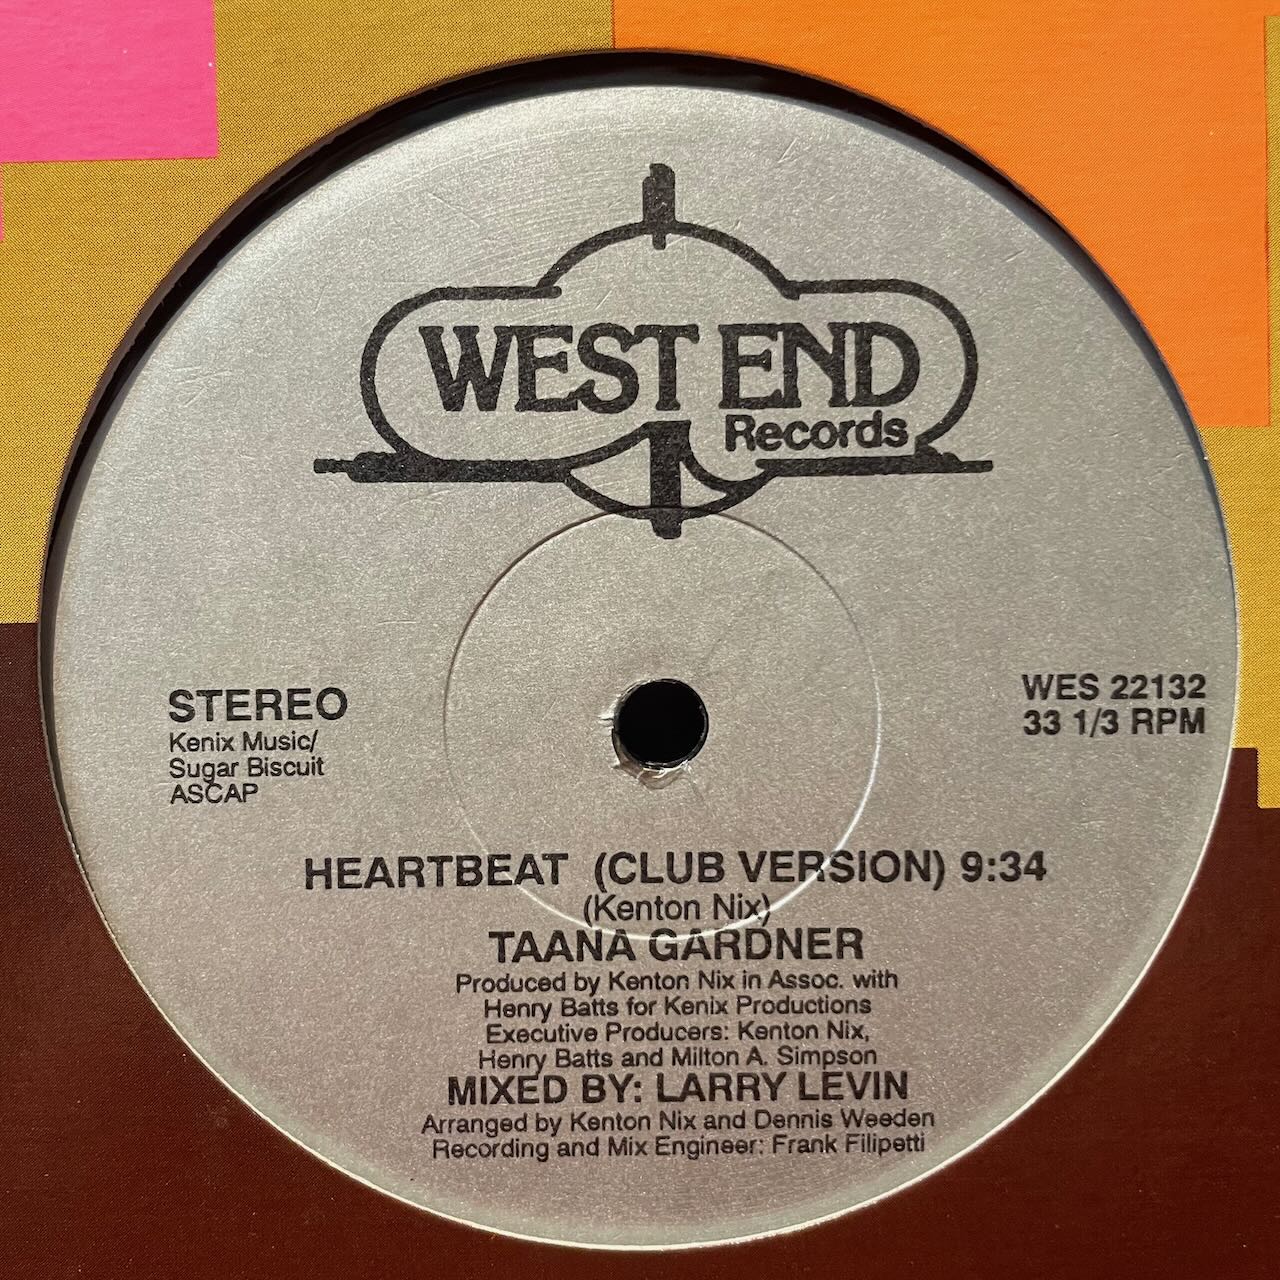 WEST END
Records
STEREO
Kenix Music/
Sugar Biscuit
ASCAP
WES 22132
33 1/3 RPM
HEARTBEAT (CLUB VERSION) 9:34
(Kenton Nix)
TAANA GARDNER
Produced by Kenton Nix in Assoc. with
Henry Batts for Kenix Productions
Executive Producers: Kenton Nix,
Henry Batts and Milton A. Simpson
MIXED BY: LARRY LEVIN
Arranged by Kenton Nix and Dennis Weeden
Recording and Mix Engineer: Frank Filipetti